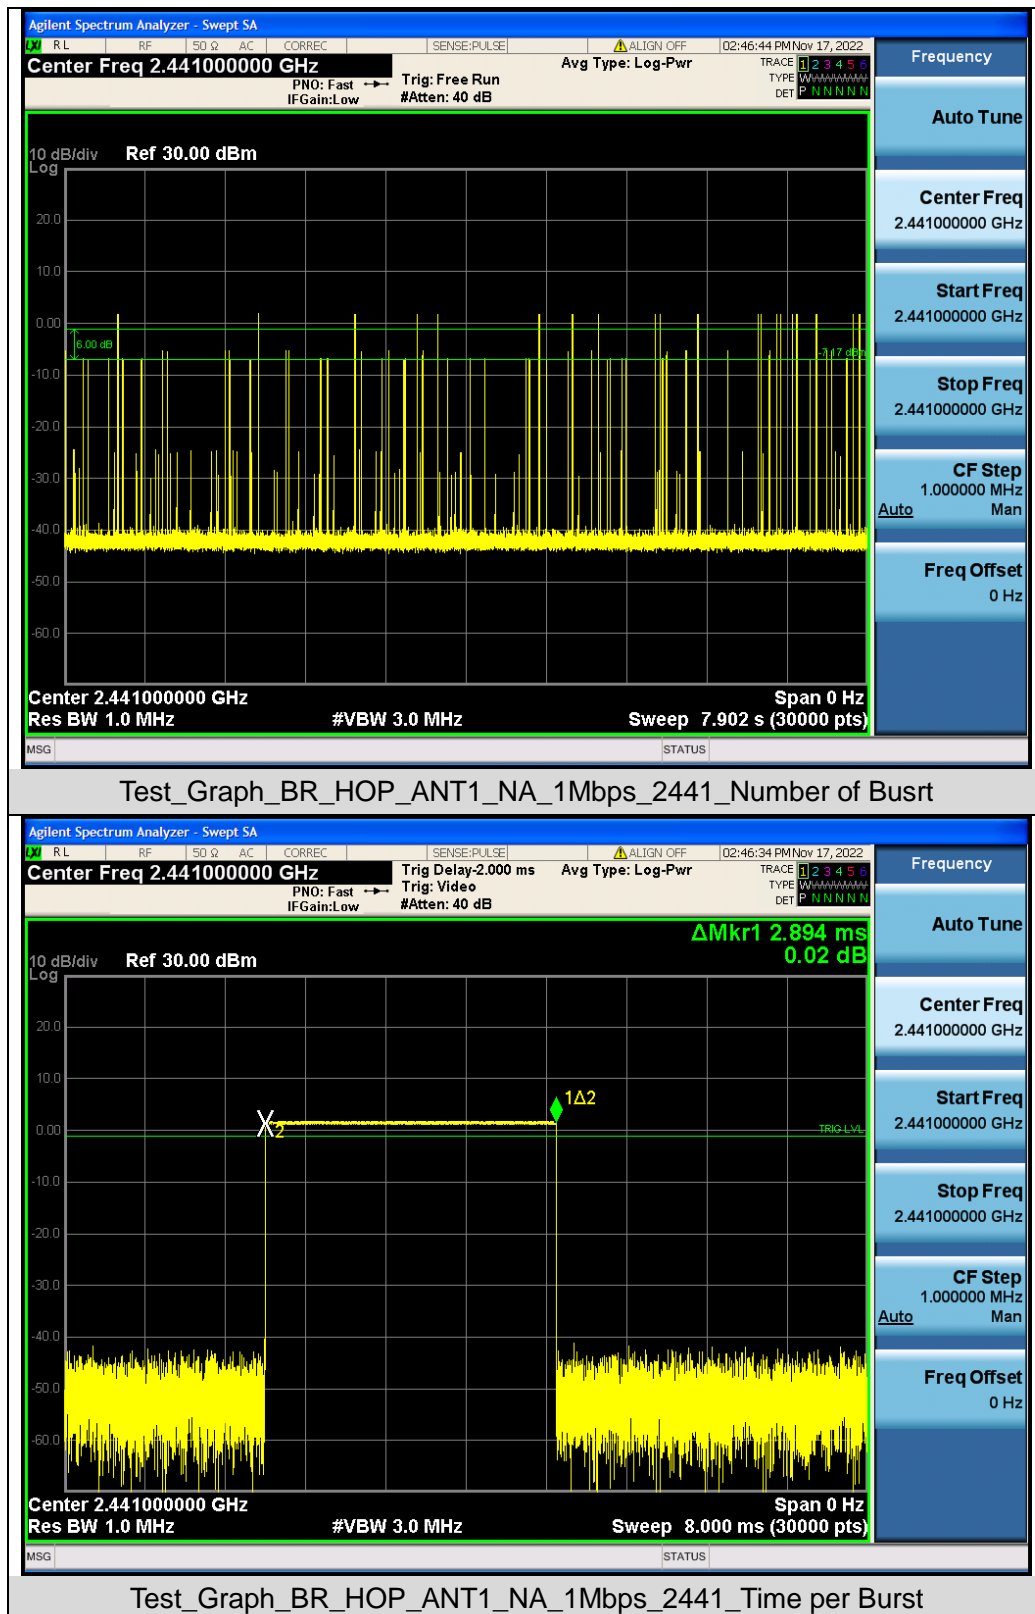 Agilent Spectrum Analyzer - Swept SA
LXI RL RF 50 Ω AC CORREC SENSE:PULSE ALIGN OFF 02:46:44 PM Nov 17, 2022
Center Freq 2.441000000 GHz
PNO: Fast
IFGain:Low
Trig: Free Run
#Atten: 40 dB
Avg Type: Log-Pwr
TRACE 1 2 3 4 5 6
TYPE
DET P N N N N N
Frequency
Auto Tune
Center Freq
2.441000000 GHz
Start Freq
2.441000000 GHz
Stop Freq
2.441000000 GHz
CF Step
1.000000 MHz
Auto Man
Freq Offset
0 Hz
10 dB/div Ref 30.00 dBm
Log
20.0
10.0
0.00
6.00 dB
-7.17 dBm
-10.0
-20.0
-30.0
-40.0
-50.0
-60.0
Center 2.441000000 GHz Span 0 Hz
Res BW 1.0 MHz #VBW 3.0 MHz Sweep 7.902 s (30000 pts)
MSG STATUS
Test_Graph_BR_HOP_ANT1_NA_1Mbps_2441_Number of Busrt
Agilent Spectrum Analyzer - Swept SA
LXI RL RF 50 Ω AC CORREC SENSE:PULSE ALIGN OFF 02:46:34 PM Nov 17, 2022
Center Freq 2.441000000 GHz
PNO: Fast
IFGain:Low
Trig Delay-2.000 ms
Trig: Video
#Atten: 40 dB
Avg Type: Log-Pwr
TRACE 1 2 3 4 5 6
TYPE
DET P N N N N N
Frequency
Auto Tune
Center Freq
2.441000000 GHz
Start Freq
2.441000000 GHz
Stop Freq
2.441000000 GHz
CF Step
1.000000 MHz
Auto Man
Freq Offset
0 Hz
ΔMkr1 2.894 ms
0.02 dB
10 dB/div Ref 30.00 dBm
Log
20.0
10.0
1Δ2
X2
0.00
TRIG LVL
-10.0
-20.0
-30.0
-40.0
-50.0
-60.0
Center 2.441000000 GHz Span 0 Hz
Res BW 1.0 MHz #VBW 3.0 MHz Sweep 8.000 ms (30000 pts)
MSG STATUS
Test_Graph_BR_HOP_ANT1_NA_1Mbps_2441_Time per Burst